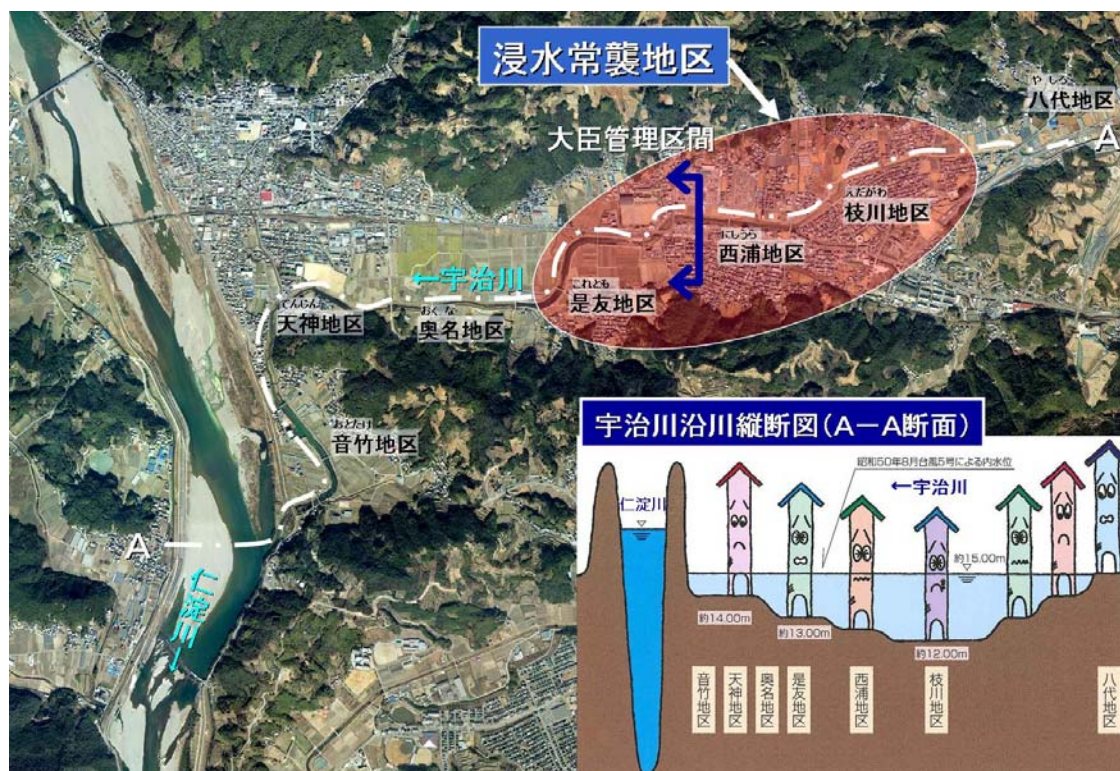 浸水常襲地区
やしろ
八代地区
A
大臣管理区間
えだがわ
枝川地区
にしうら
西浦地区
←宇治川
これとも
是友地区
てんじん
天神地区
おくな
奥名地区
おとたけ
音竹地区
A
仁淀川→
宇治川沿川縦断図(A－A断面)
昭和50年8月台風5号による内水位
←宇治川
仁淀川
約15.00m
約14.00m
約13.00m
約12.00m
音竹地区
天神地区
奥名地区
是友地区
西浦地区
枝川地区
八代地区